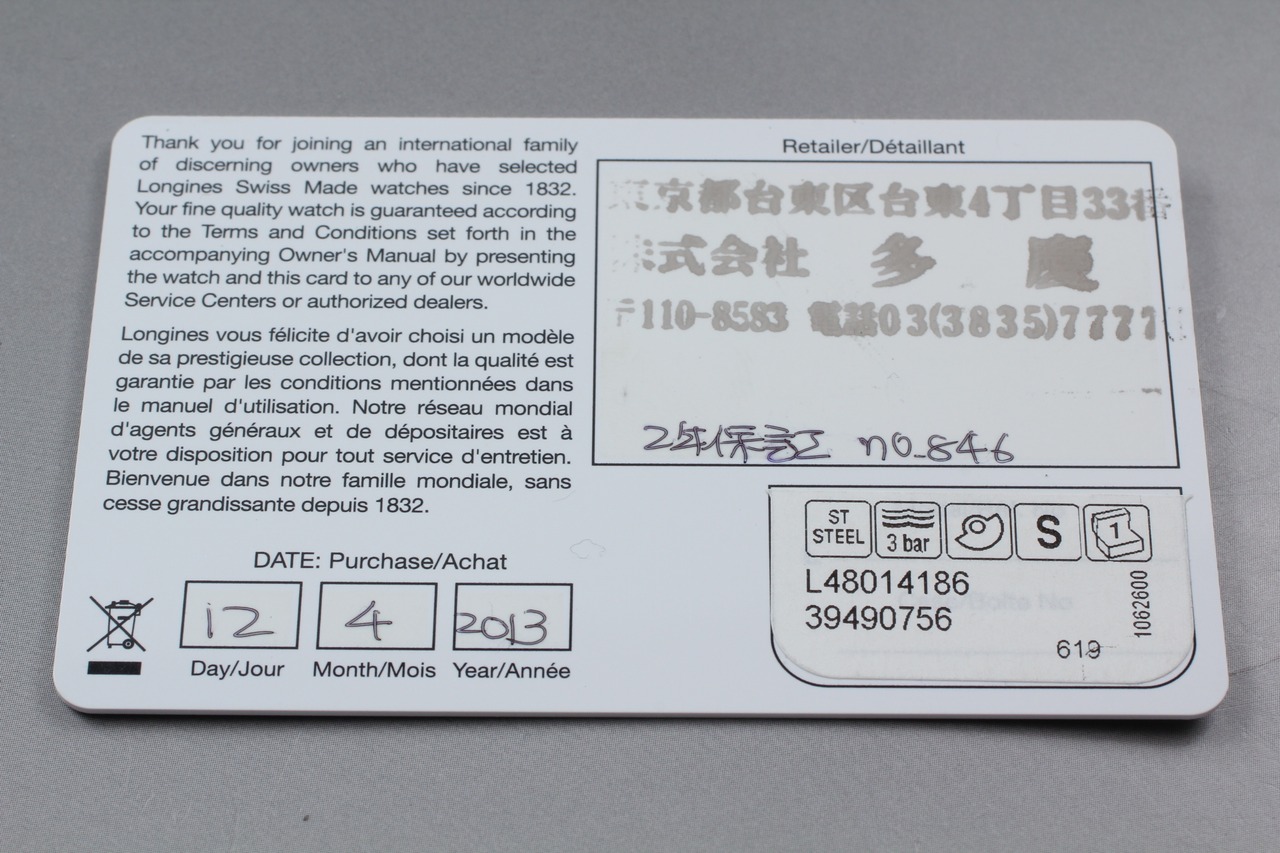 Thank you for joining an international family
of discerning owners who have selected
Longines Swiss Made watches since 1832.
Your fine quality watch is guaranteed according
to the Terms and Conditions set forth in the
accompanying Owner's Manual by presenting
the watch and this card to any of our worldwide
Service Centers or authorized dealers.
Longines vous félicite d'avoir choisi un modèle
de sa prestigieuse collection, dont la qualité est
garantie par les conditions mentionnées dans
le manuel d'utilisation. Notre réseau mondial
d'agents généraux et de dépositaires est à
votre disposition pour tout service d'entretien.
Bienvenue dans notre famille mondiale, sans
cesse grandissante depuis 1832.
DATE: Purchase/Achat
12 4 2013
Day/Jour Month/Mois Year/Année
Retailer/Détaillant
東京都台東区台東4丁目33番
株式会社 多 慶
〒110-8583 電話03(3835)7777
2年保証 no.846
ST
STEEL
3 bar
S
1
L48014186
39490756
1062600
619